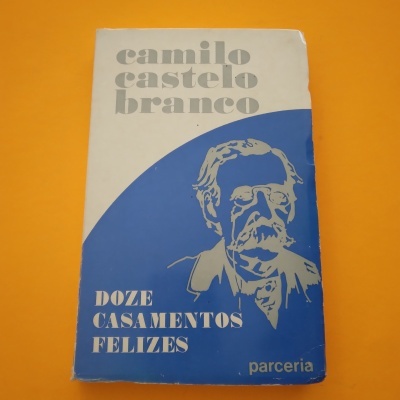 camilo
castelo
branco
DOZE
CASAMENTOS
FELIZES
parceria